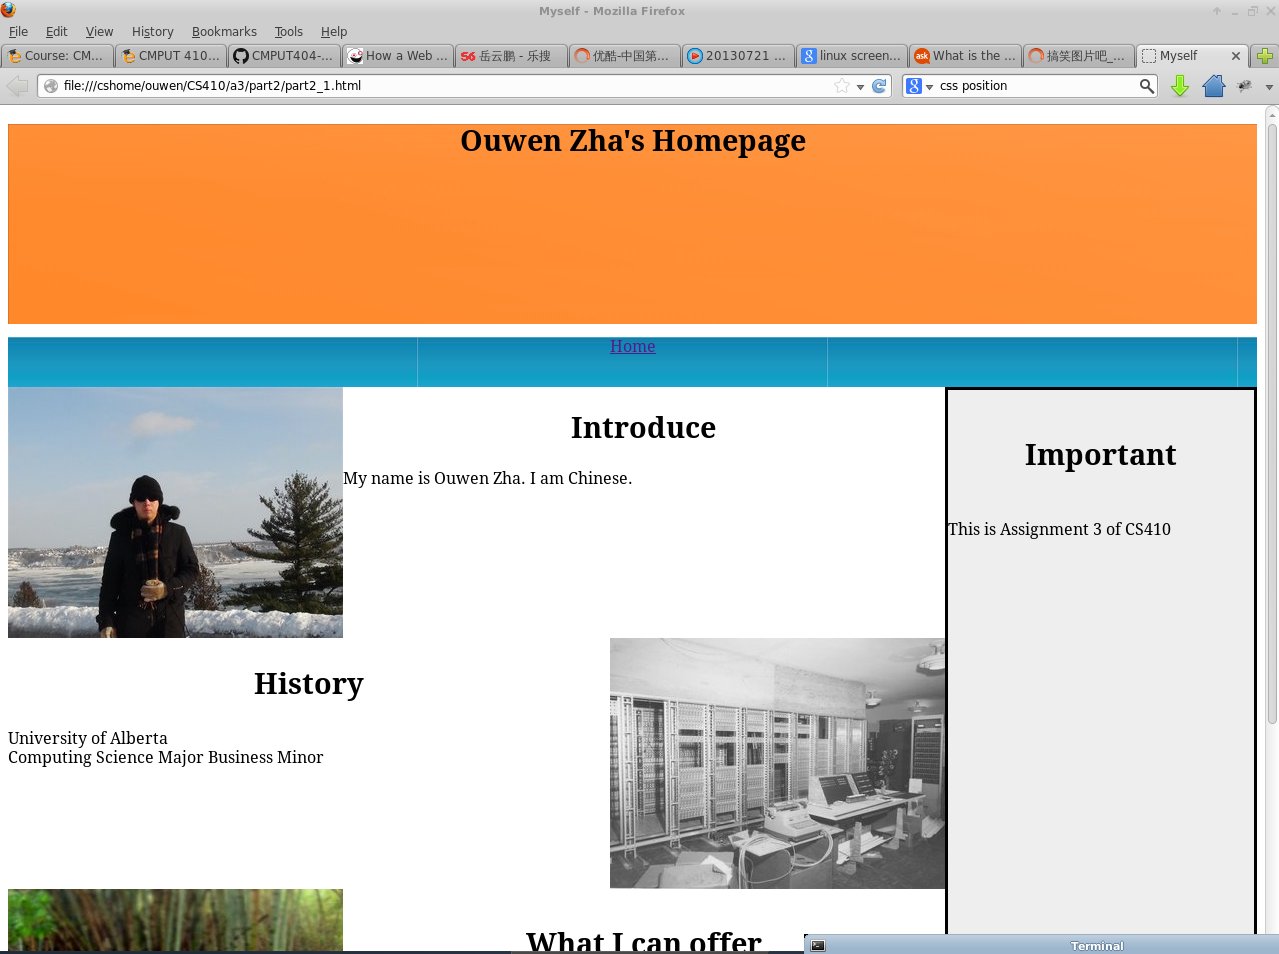 Myself - Mozilla Firefox
File Edit View History Bookmarks Tools Help
Course: CM... CMPUT 410... CMPUT404-... How a Web ... 岳云鹏 - 乐搜 优酷-中国第... 20130721 ... linux screen... What is the ... 搞笑图片吧_... Myself
file:///cshome/ouwen/CS410/a3/part2/part2_1.html css position
Ouwen Zha's Homepage
Home
Introduce
My name is Ouwen Zha. I am Chinese.
Important
This is Assignment 3 of CS410
History
University of Alberta
Computing Science Major Business Minor
What I can offer
Terminal